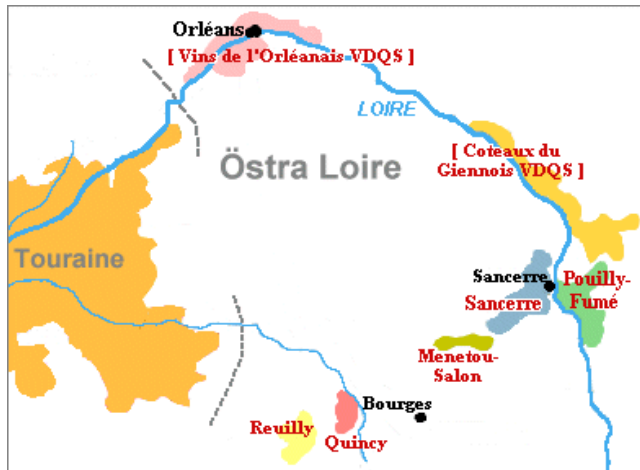 Orléans
[ Vins de l'Orléanais VDQS ]
LOIRE
[ Coteaux du
Giennois VDQS ]
Östra Loire
Touraine
Sancerre
Sancerre
Pouilly-
Fumé
Menetou-
Salon
Bourges
Reuilly
Quincy